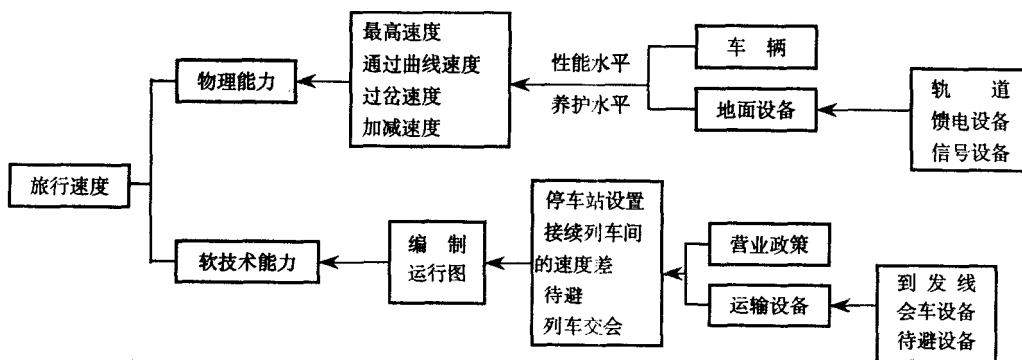 最高速度
通过曲线速度
过岔速度
加减速度
物理能力
性能水平
养护水平
车 辆
地面设备
轨 道
馈电设备
信号设备
旅行速度
软技术能力
编 制
运行图
停车站设置
接续列车间
的速度差
待避
列车交会
营业政策
运输设备
到 发 线
会车设备
待避设备